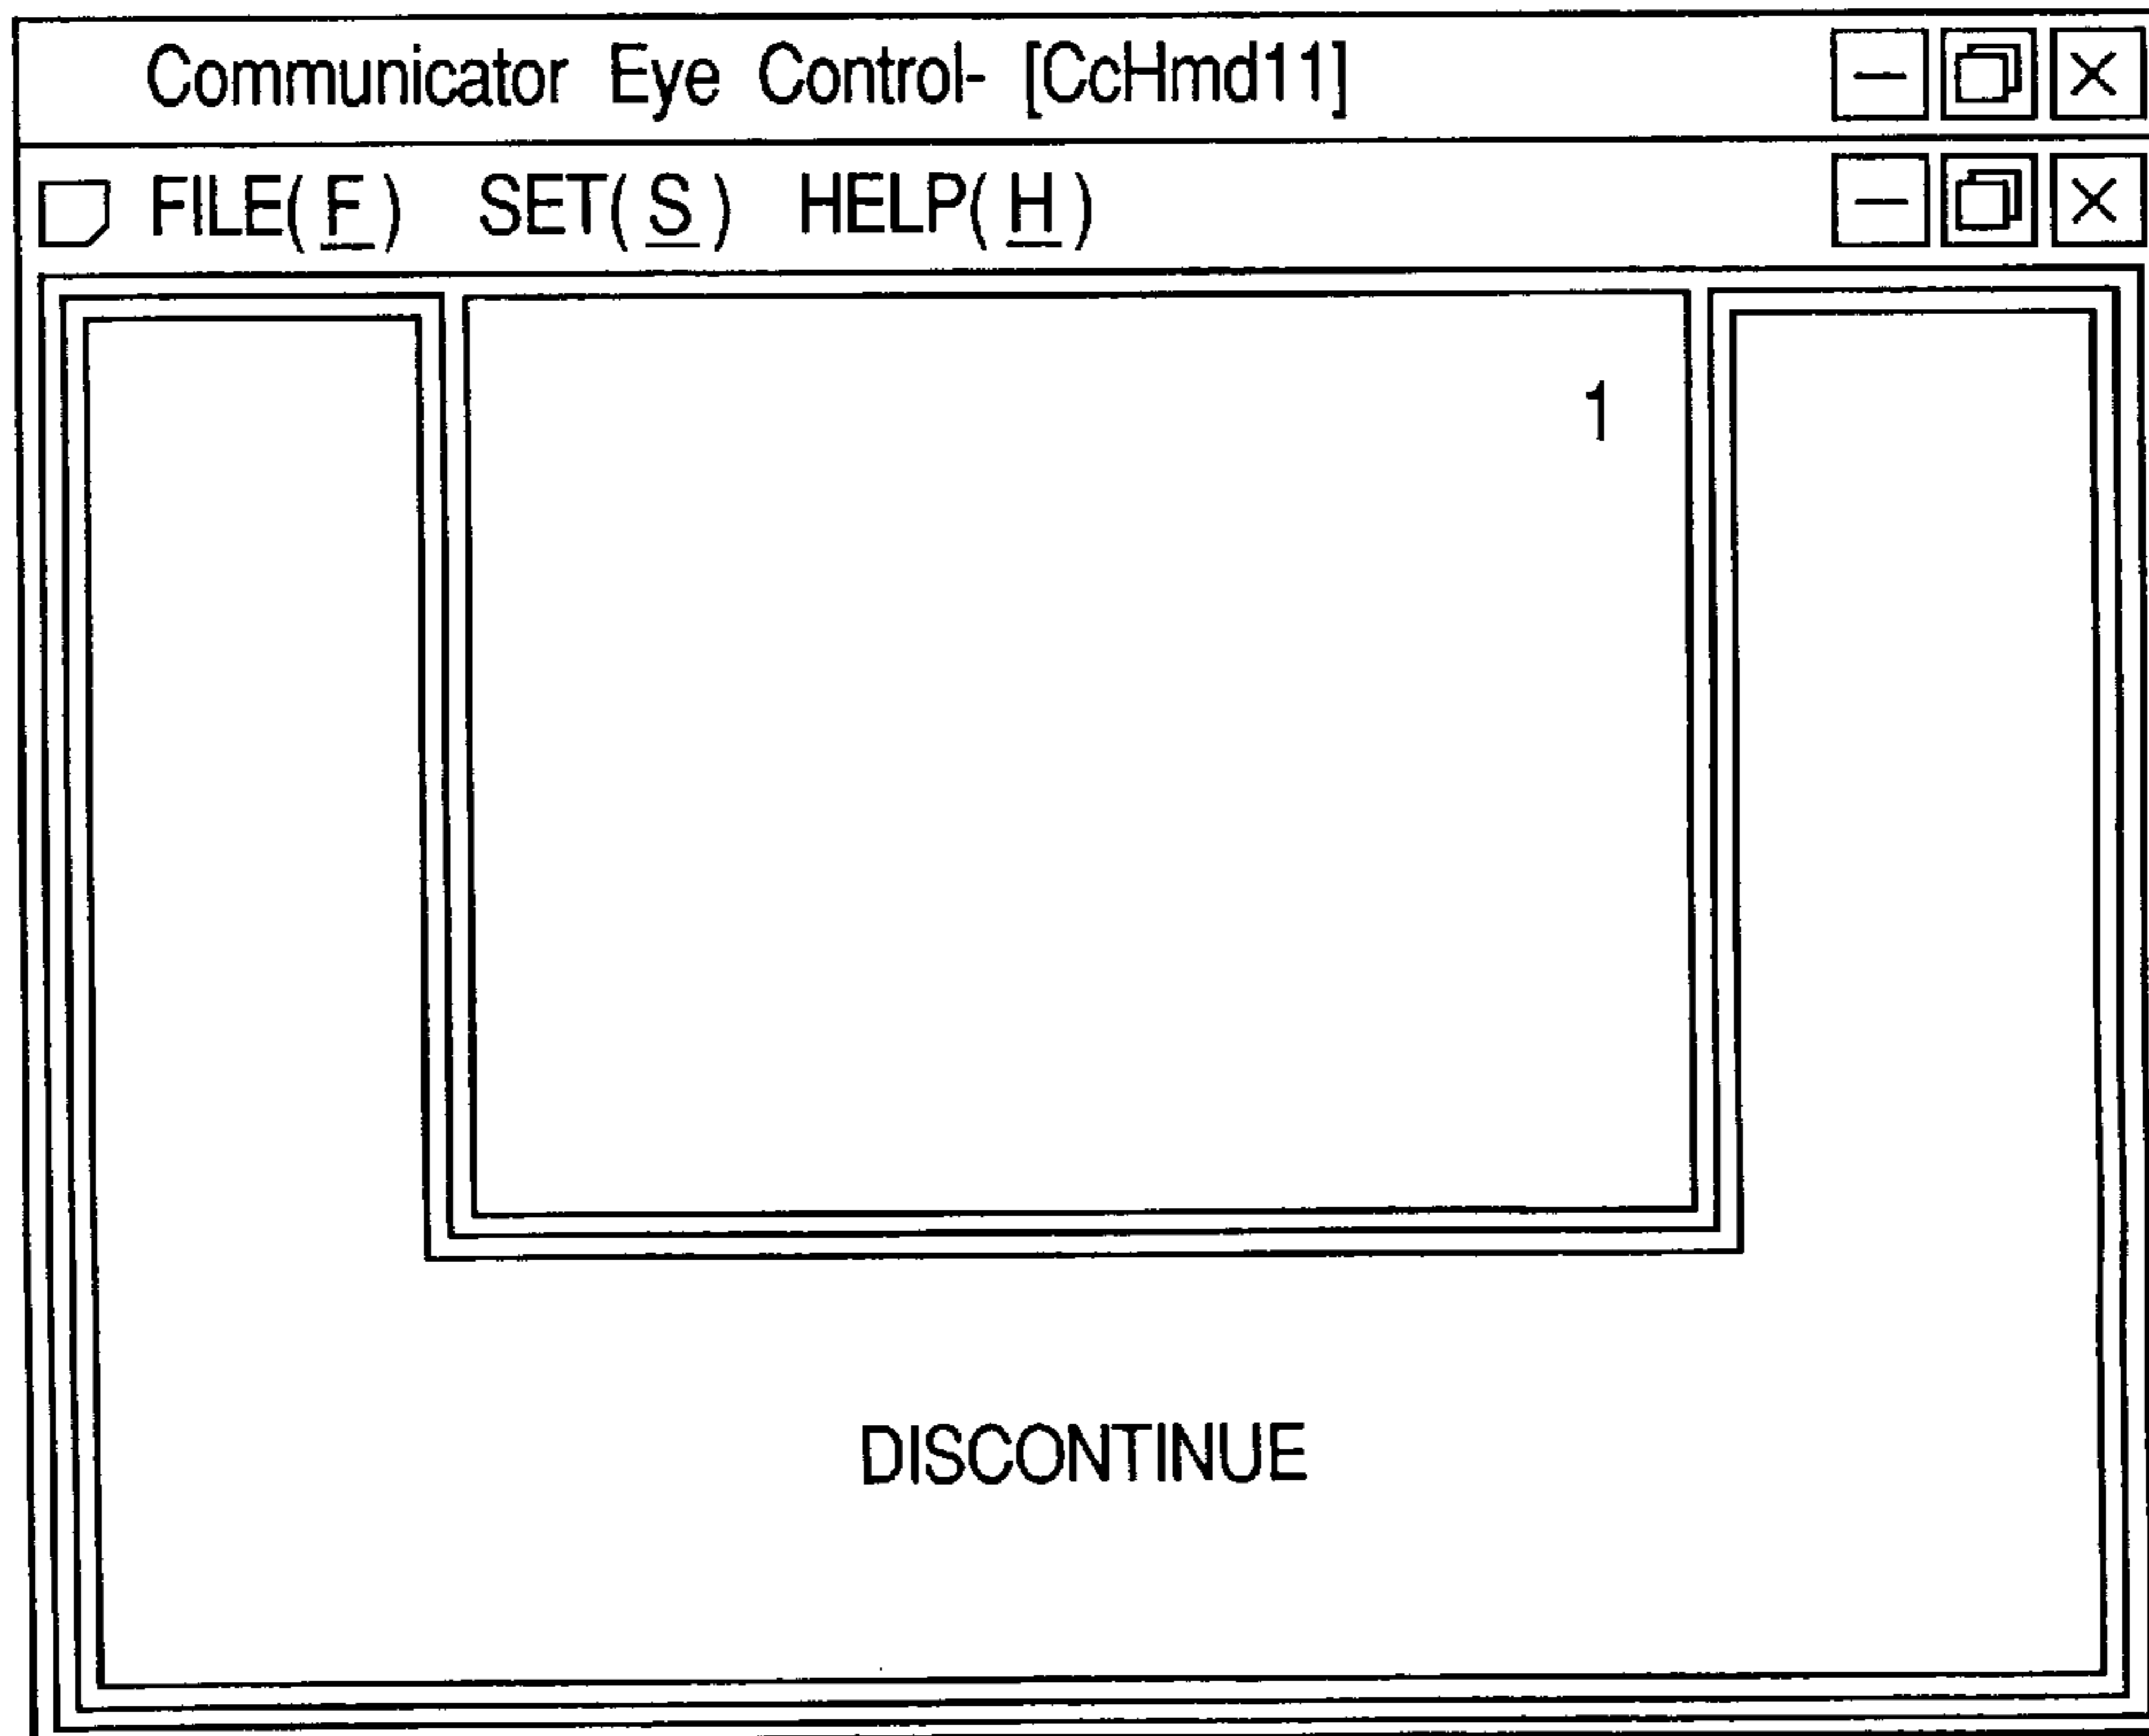 Communicator Eye Control- [CcHmd11]
FILE(F) SET(S) HELP(H)
1
DISCONTINUE